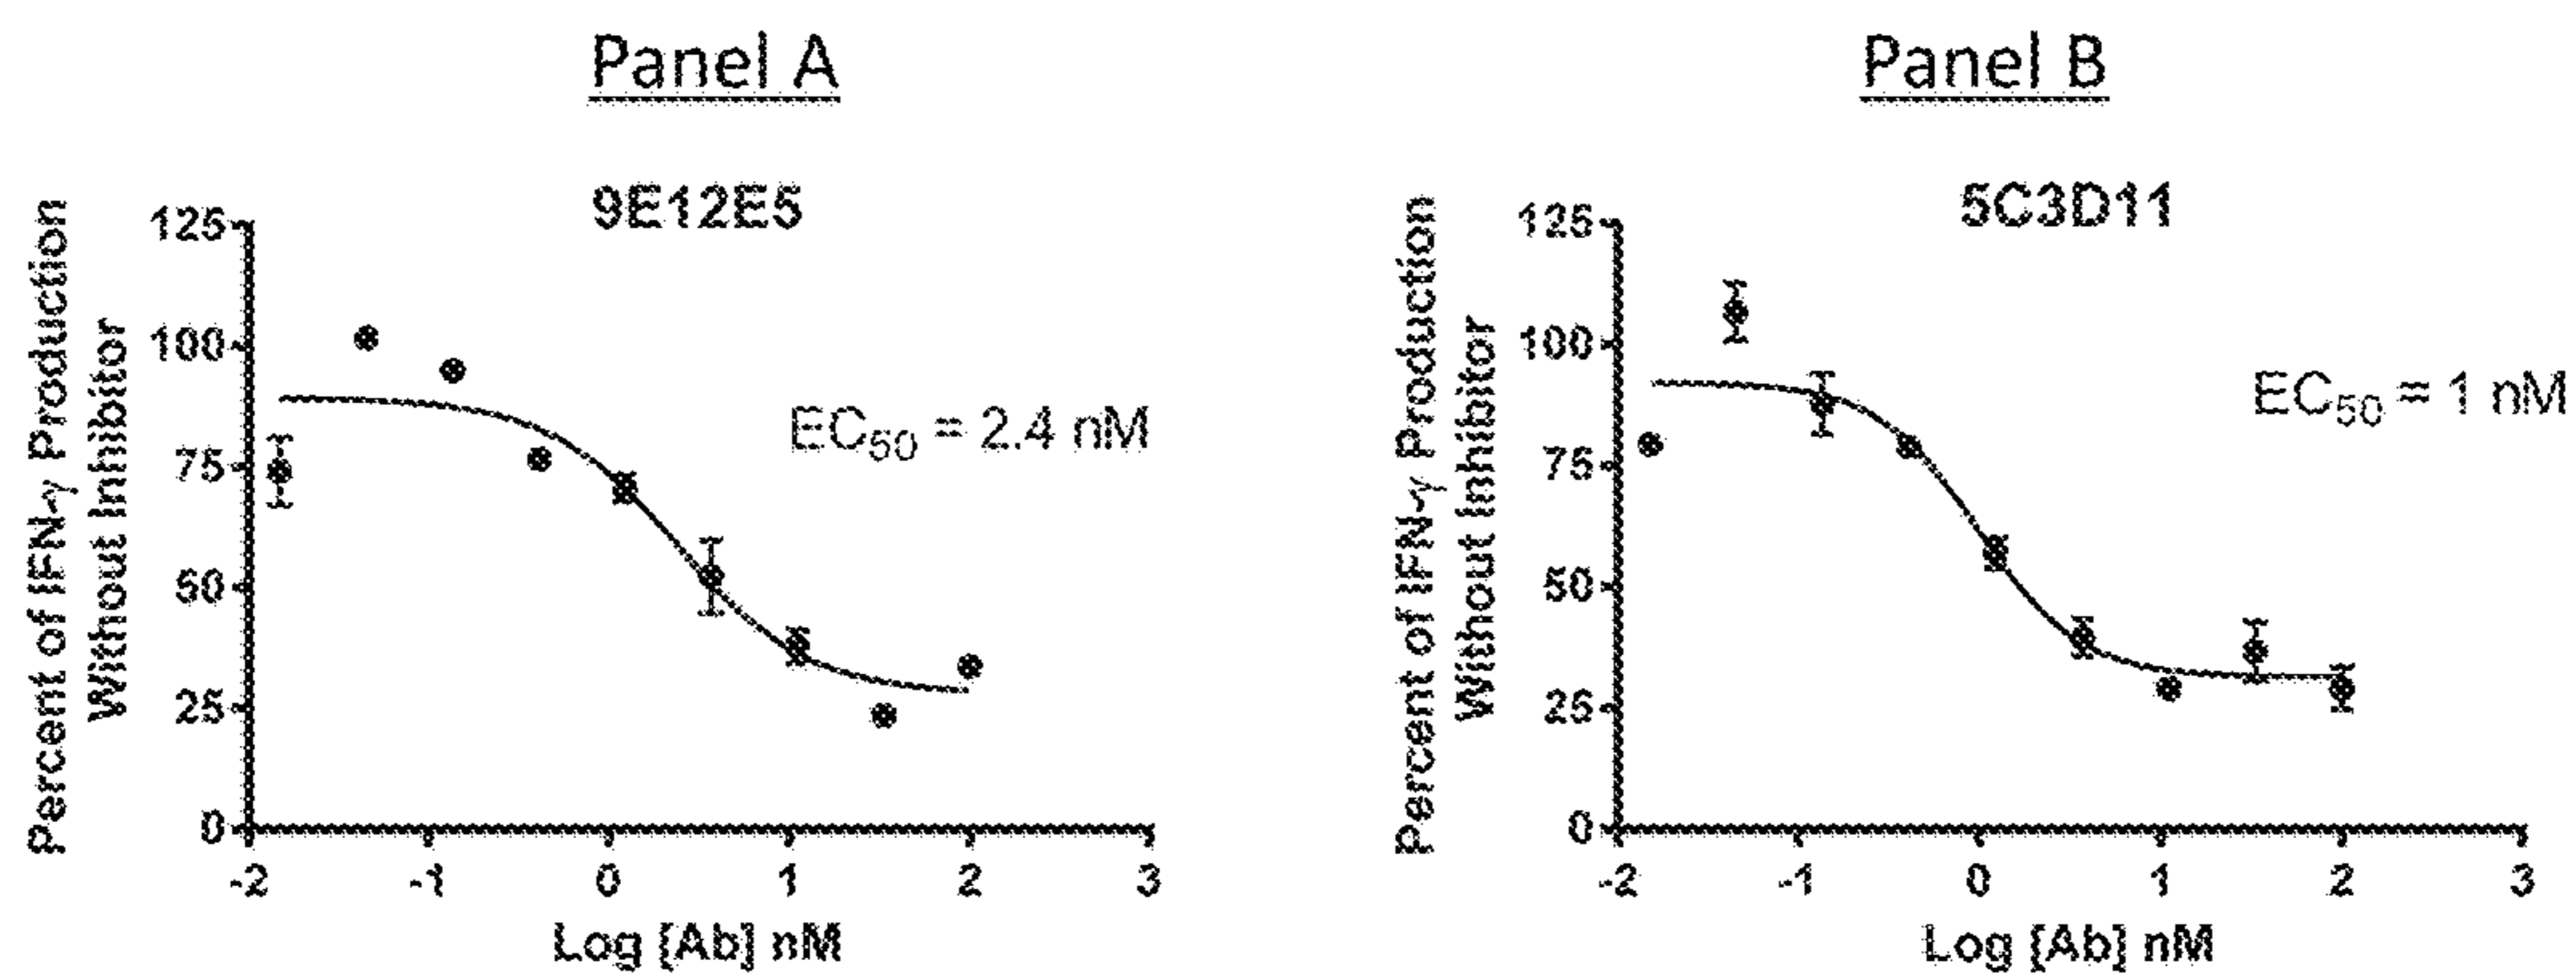 Panel A
9E12E5
Percent of IFN-γ Production
Without Inhibitor
125
100
75
50
25
0
EC50 = 2.4 nM
-2 -1 0 1 2 3
Log [Ab] nM
Panel B
5C3D11
Percent of IFN-γ Production
Without Inhibitor
125
100
75
50
25
0
EC50 = 1 nM
-2 -1 0 1 2 3
Log [Ab] nM